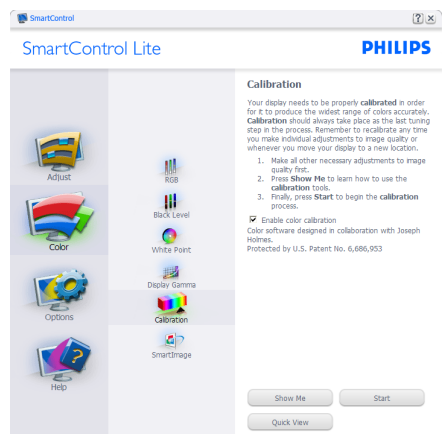 SmartControl
SmartControl Lite
PHILIPS
Adjust
Color
Options
Help
RGB
Black Level
White Point
Display Gamma
Calibration
SmartImage
Calibration
Your display needs to be properly calibrated in order
for it to produce the widest range of colors accurately.
Calibration should always take place as the last tuning
step in the process. Remember to recalibrate any time
you make individual adjustments to image quality or
whenever you move your display to a new location.
1. Make all other necessary adjustments to image
quality first.
2. Press Show Me to learn how to use the
calibration tools.
3. Finally, press Start to begin the calibration
process.
Enable color calibration
Color software designed in collaboration with Joseph
Holmes.
Protected by U.S. Patent No. 6,686,953
Show Me
Start
Quick View